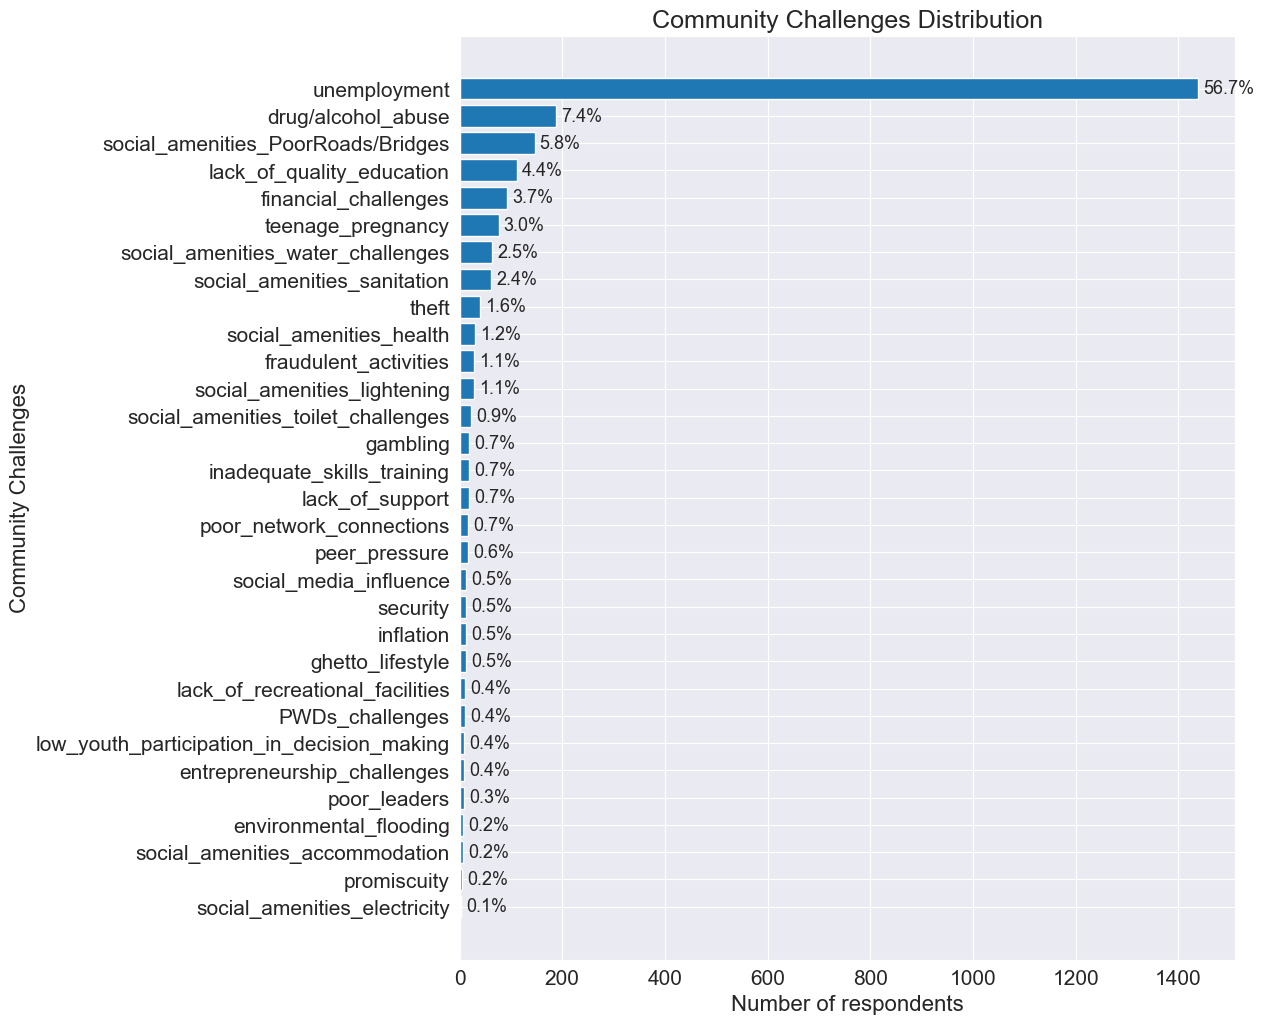 Community Challenges Distribution
unemployment 56.7%
drug/alcohol_abuse 7.4%
social_amenities_PoorRoads/Bridges 5.8%
lack_of_quality_education 4.4%
financial_challenges 3.7%
teenage_pregnancy 3.0%
social_amenities_water_challenges 2.5%
social_amenities_sanitation 2.4%
theft 1.6%
social_amenities_health 1.2%
fraudulent_activities 1.1%
social_amenities_lightening 1.1%
social_amenities_toilet_challenges 0.9%
gambling 0.7%
inadequate_skills_training 0.7%
lack_of_support 0.7%
poor_network_connections 0.7%
peer_pressure 0.6%
social_media_influence 0.5%
security 0.5%
inflation 0.5%
ghetto_lifestyle 0.5%
lack_of_recreational_facilities 0.4%
PWDs_challenges 0.4%
low_youth_participation_in_decision_making 0.4%
entrepreneurship_challenges 0.4%
poor_leaders 0.3%
environmental_flooding 0.2%
social_amenities_accommodation 0.2%
promiscuity 0.2%
social_amenities_electricity 0.1%
Community Challenges
0 200 400 600 800 1000 1200 1400
Number of respondents